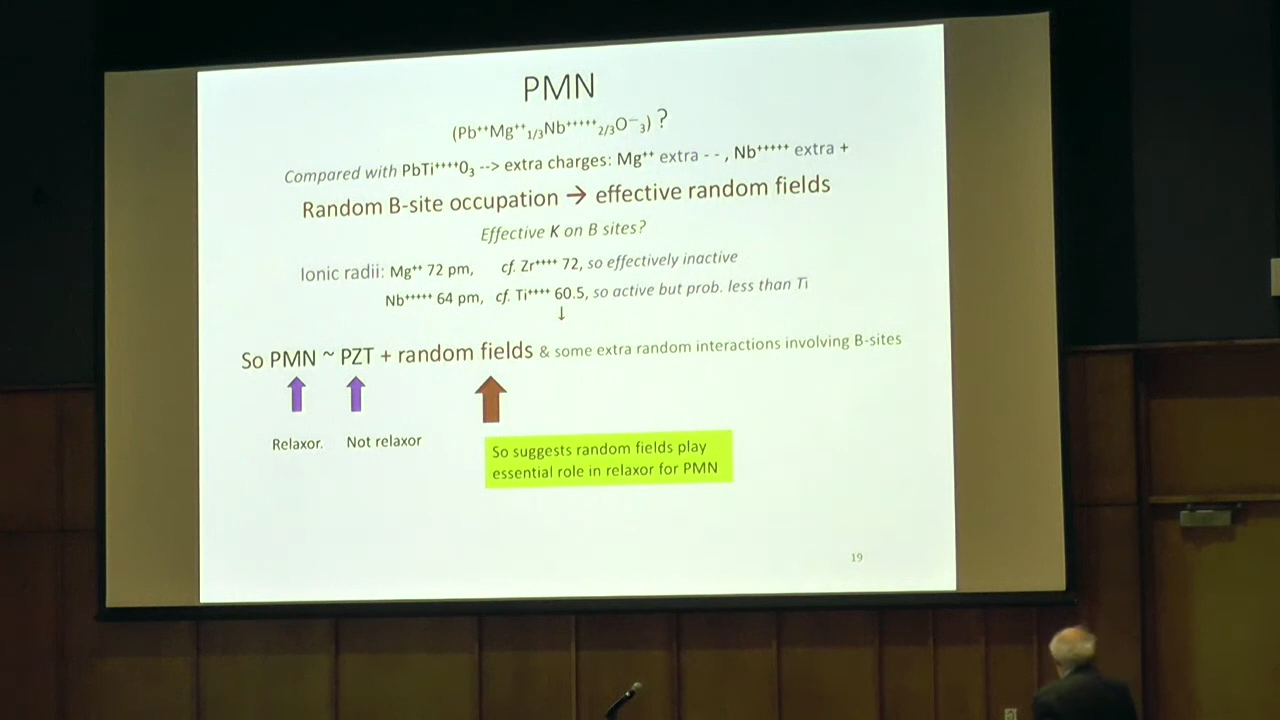 PMN
(Pb⁺⁺Mg⁺⁺₁/₃Nb⁺⁺⁺⁺⁺₂/₃O⁻⁻₃) ?
Compared with PbTi⁺⁺⁺⁺0₃ --> extra charges: Mg⁺⁺ extra - - , Nb⁺⁺⁺⁺⁺ extra +
Random B-site occupation → effective random fields
Effective K on B sites?
Ionic radii: Mg⁺⁺ 72 pm, cf. Zr⁺⁺⁺⁺ 72, so effectively inactive
Nb⁺⁺⁺⁺⁺ 64 pm, cf. Ti⁺⁺⁺⁺ 60.5, so active but prob. less than Ti
↓
So PMN ~ PZT + random fields & some extra random interactions involving B-sites
Relaxor. Not relaxor
So suggests random fields play
essential role in relaxor for PMN
19